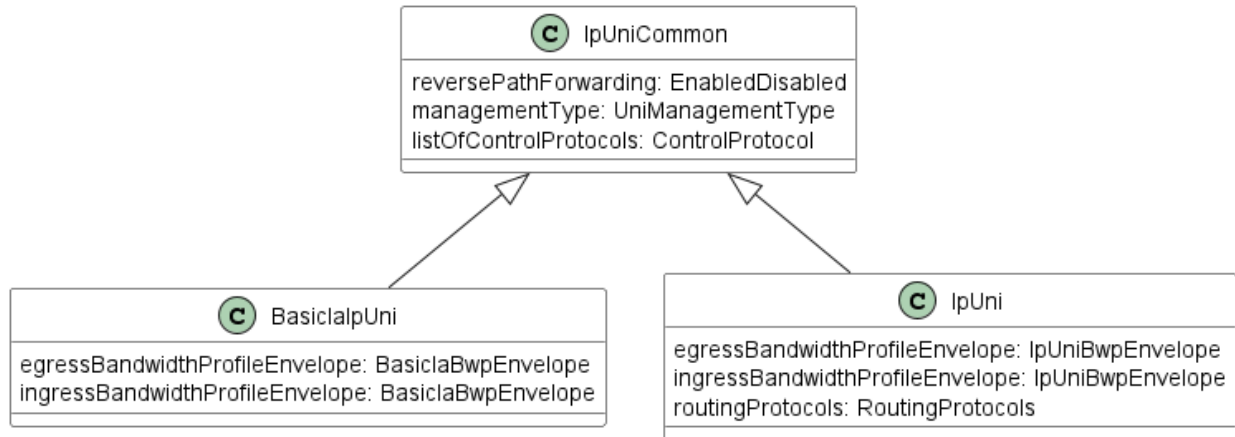 C IpUniCommon
reversePathForwarding: EnabledDisabled
managementType: UniManagementType
listOfControlProtocols: ControlProtocol
C BasicIaIpUni
egressBandwidthProfileEnvelope: BasicIaBwpEnvelope
ingressBandwidthProfileEnvelope: BasicIaBwpEnvelope
C IpUni
egressBandwidthProfileEnvelope: IpUniBwpEnvelope
ingressBandwidthProfileEnvelope: IpUniBwpEnvelope
routingProtocols: RoutingProtocols